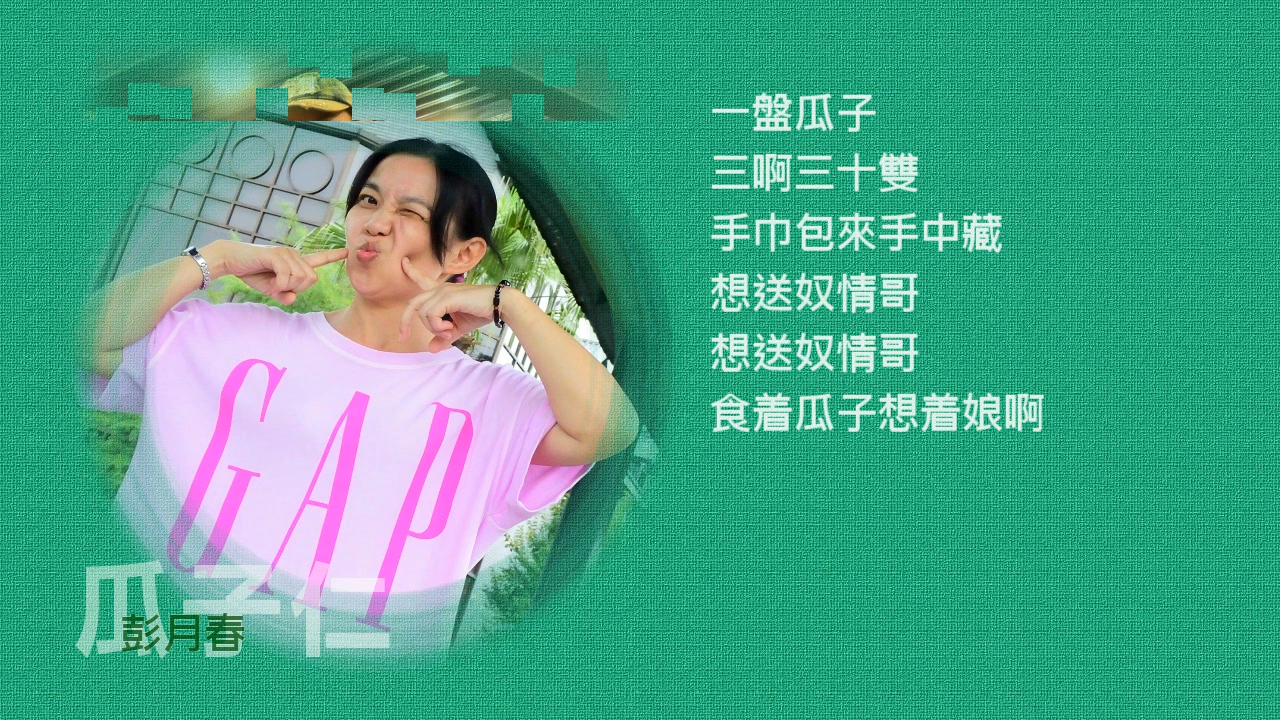 一盤瓜子
三啊三十雙
手巾包來手中藏
想送奴情哥
想送奴情哥
食着瓜子想着娘啊
GAP
瓜子仁
彭月春